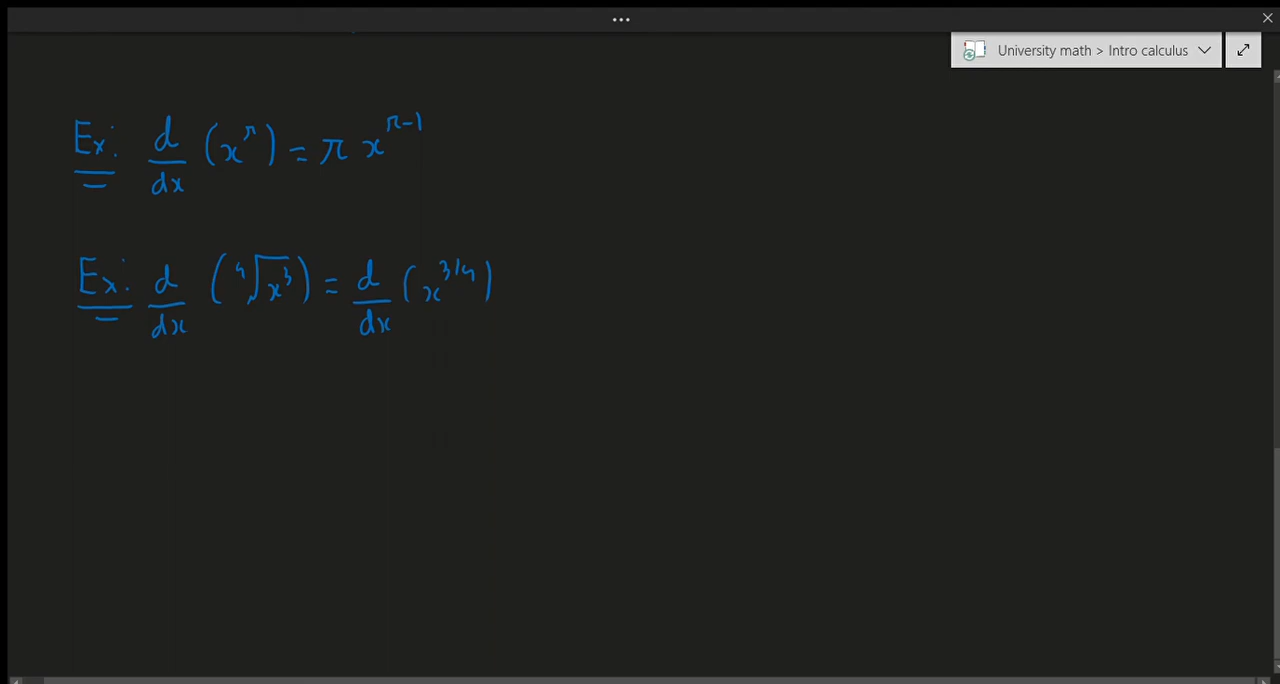 University math > Intro calculus
Ex: d/dx (x^π) = π x^(π-1)
Ex: d/dx (⁴√x³) = d/dx (x^(3/4))